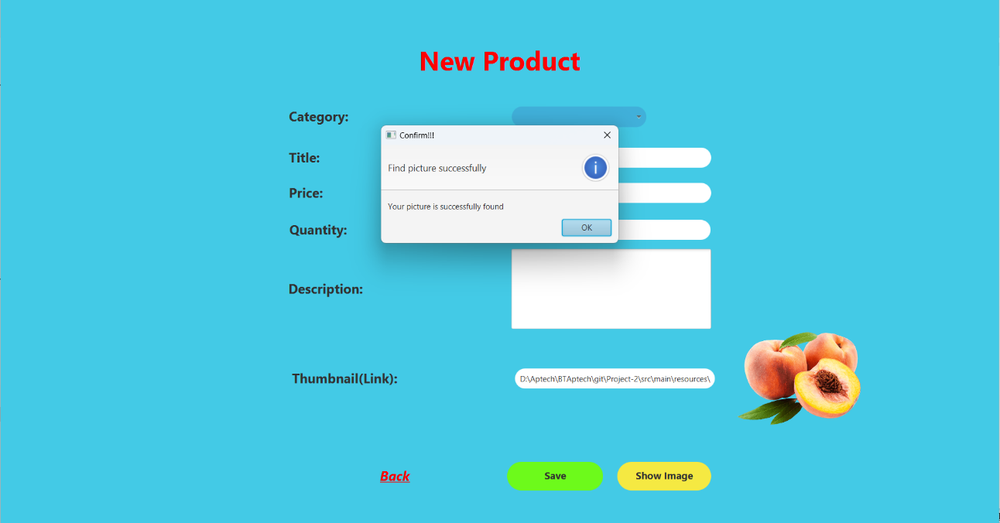 New Product
Category:
Confirm!!!
Title:
Find picture successfully
i
Price:
Your picture is successfully found
Quantity:
OK
Description:
Thumbnail(Link):
D:\Aptech\BTAptech\git\Project-2\src\main\resources\
Back
Save
Show Image